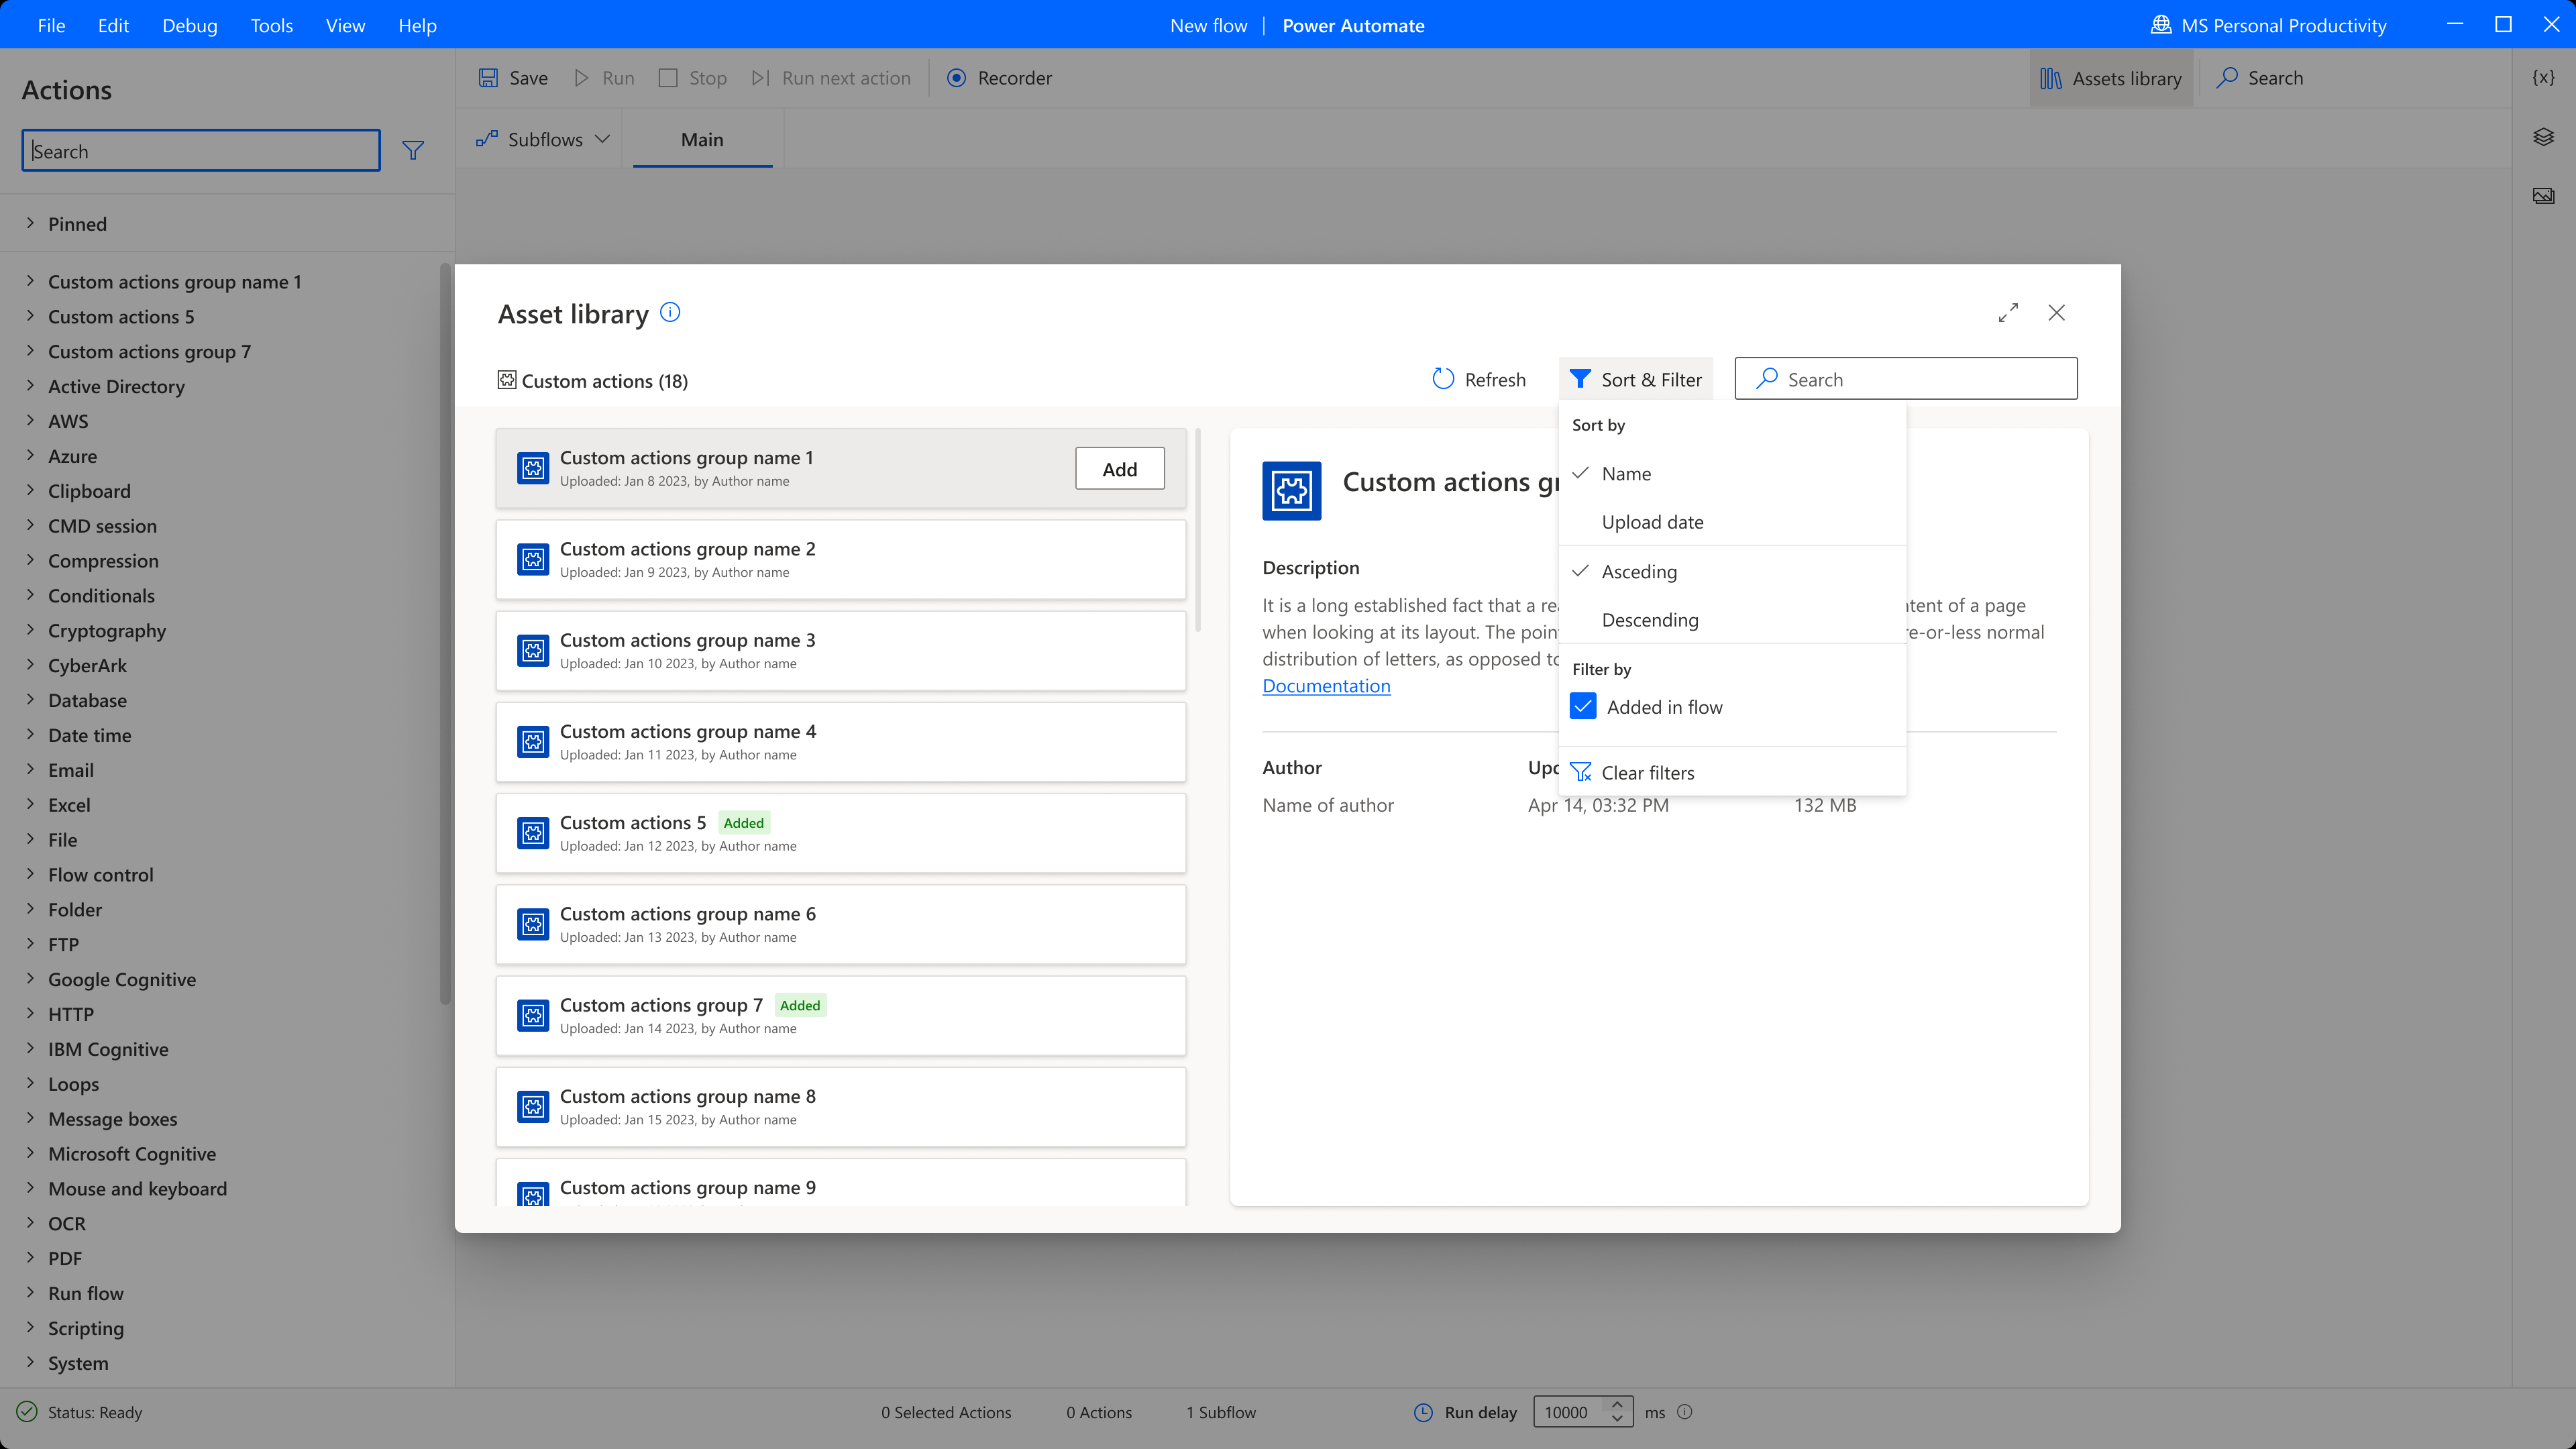 File Edit Debug Tools View Help
New flow | Power Automate
MS Personal Productivity
Actions
Search
Pinned
Custom actions group name 1
Custom actions 5
Custom actions group 7
Active Directory
AWS
Azure
Clipboard
CMD session
Compression
Conditionals
Cryptography
CyberArk
Database
Date time
Email
Excel
File
Flow control
Folder
FTP
Google Cognitive
HTTP
IBM Cognitive
Loops
Message boxes
Microsoft Cognitive
Mouse and keyboard
OCR
PDF
Run flow
Scripting
System
Save Run Stop Run next action Recorder
Assets library Search
{x}
Subflows Main
Asset library
Custom actions (18)
Refresh Sort & Filter Search
Custom actions group name 1
Uploaded: Jan 8 2023, by Author name
Add
Custom actions group name 2
Uploaded: Jan 9 2023, by Author name
Custom actions group name 3
Uploaded: Jan 10 2023, by Author name
Custom actions group name 4
Uploaded: Jan 11 2023, by Author name
Custom actions 5 Added
Uploaded: Jan 12 2023, by Author name
Custom actions group name 6
Uploaded: Jan 13 2023, by Author name
Custom actions group 7 Added
Uploaded: Jan 14 2023, by Author name
Custom actions group name 8
Uploaded: Jan 15 2023, by Author name
Custom actions group name 9
Sort by
Name
Upload date
Asceding
Descending
Filter by
Added in flow
Clear filters
Custom actions
Description
It is a long established fact that a of a page
when looking at its layout. The normal
distribution of letters, as opposed
Documentation
Author
Name of author Apr 14, 03:32 PM 132 MB
Status: Ready 0 Selected Actions 0 Actions 1 Subflow Run delay 10000 ms